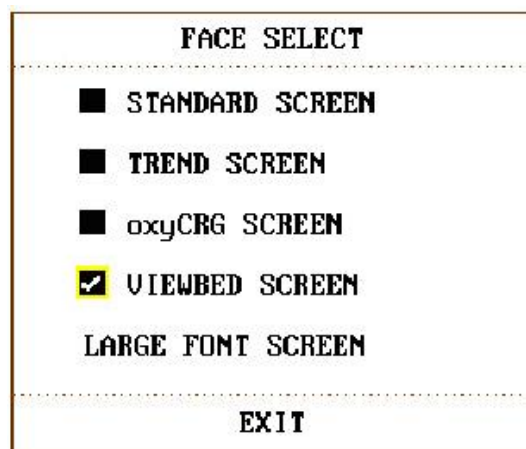 FACE SELECT
STANDARD SCREEN
TREND SCREEN
oxyCRG SCREEN
VIEWBED SCREEN
LARGE FONT SCREEN
EXIT